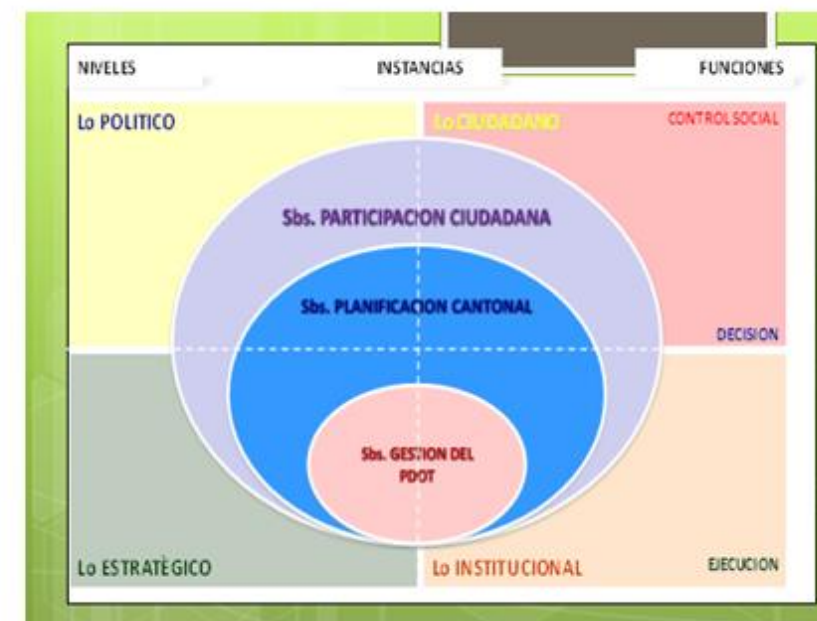 NIVELES INSTANCIAS FUNCIONES
Lo POLITICO Lo CIUDADANO CONTROL SOCIAL
Sbs. PARTICIPACION CIUDADANA
Sbs. PLANIFICACION CANTONAL
DECISION
Sbs. GESTION DEL
PDOT
Lo ESTRATÈGICO Lo INSTITUCIONAL EJECUCION